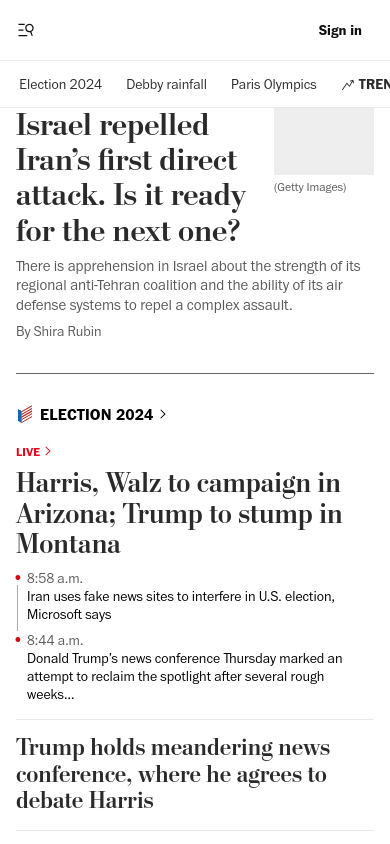 Sign in
Election 2024
Debby rainfall
Paris Olympics
TREN
Israel repelled
Iran’s first direct
attack. Is it ready
for the next one?
(Getty Images)
There is apprehension in Israel about the strength of its
regional anti-Tehran coalition and the ability of its air
defense systems to repel a complex assault.
By Shira Rubin
ELECTION 2024
LIVE
Harris, Walz to campaign in
Arizona; Trump to stump in
Montana
8:58 a.m.
Iran uses fake news sites to interfere in U.S. election,
Microsoft says
8:44 a.m.
Donald Trump’s news conference Thursday marked an
attempt to reclaim the spotlight after several rough
weeks...
Trump holds meandering news
conference, where he agrees to
debate Harris